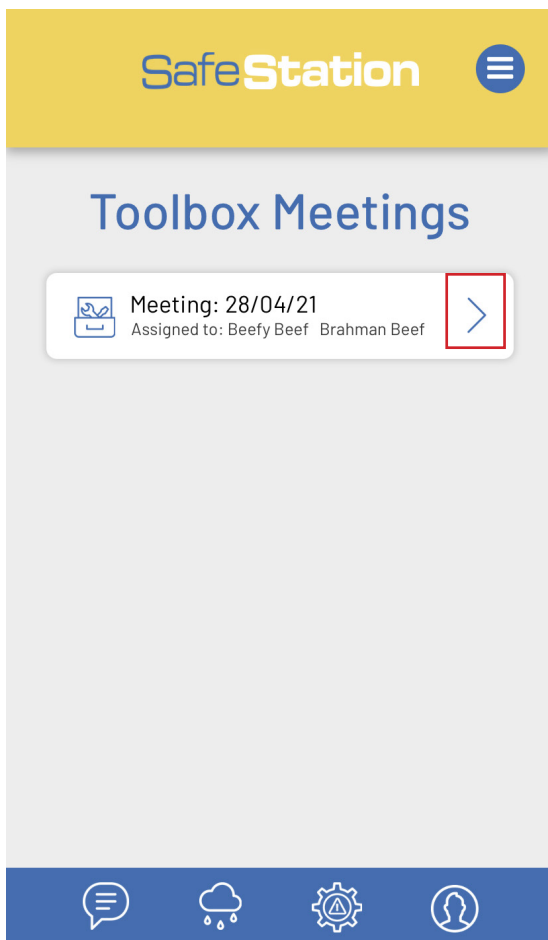 SafeStation
Toolbox Meetings
Meeting: 28/04/21
Assigned to: Beefy Beef Brahman Beef